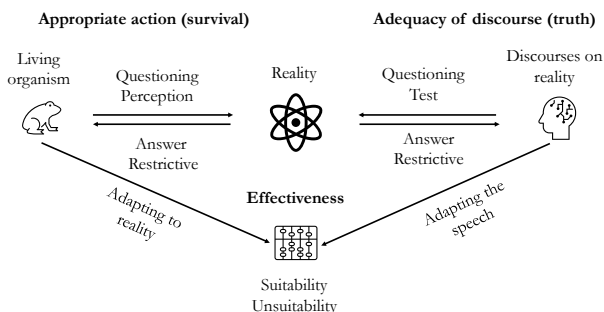 Appropriate action (survival)
Adequacy of discourse (truth)
Living
organism
Questioning
Perception
Reality
Questioning
Test
Discourses on
reality
Answer
Restrictive
Answer
Restrictive
Adapting to
reality
Effectiveness
Adapting the
speech
Suitability
Unsuitability